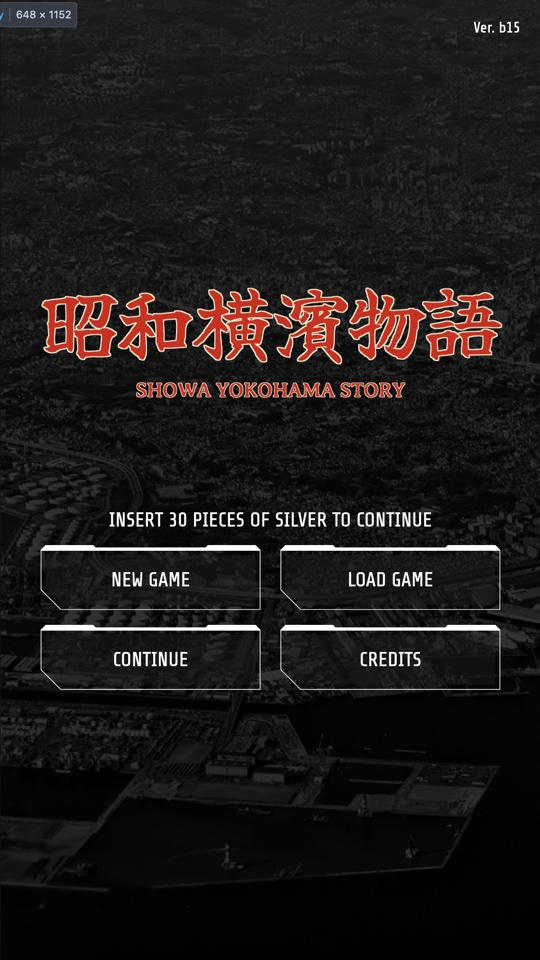 648 × 1152
Ver. b15
昭和横濱物語
SHOWA YOKOHAMA STORY
INSERT 30 PIECES OF SILVER TO CONTINUE
NEW GAME
LOAD GAME
CONTINUE
CREDITS